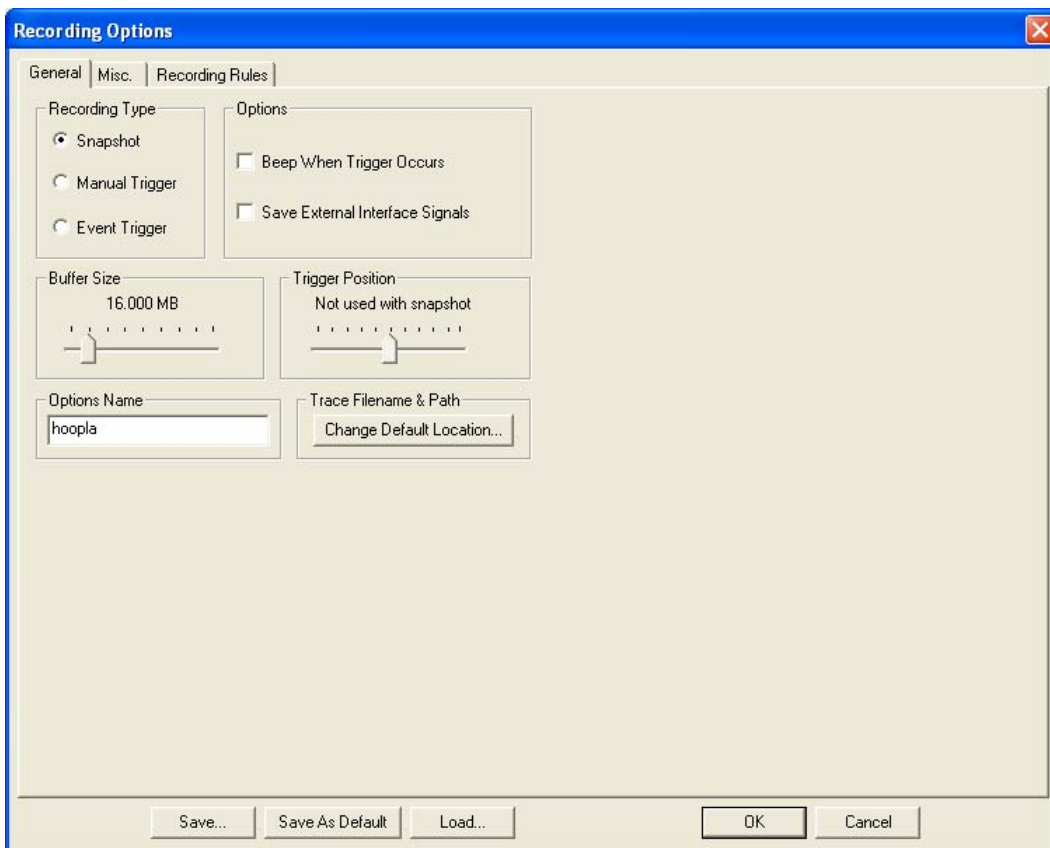 Recording Options
General Misc. Recording Rules
Recording Type
Snapshot
Manual Trigger
Event Trigger
Options
Beep When Trigger Occurs
Save External Interface Signals
Buffer Size
16.000 MB
Trigger Position
Not used with snapshot
Options Name
hoopla
Trace Filename & Path
Change Default Location...
Save... Save As Default Load... OK Cancel